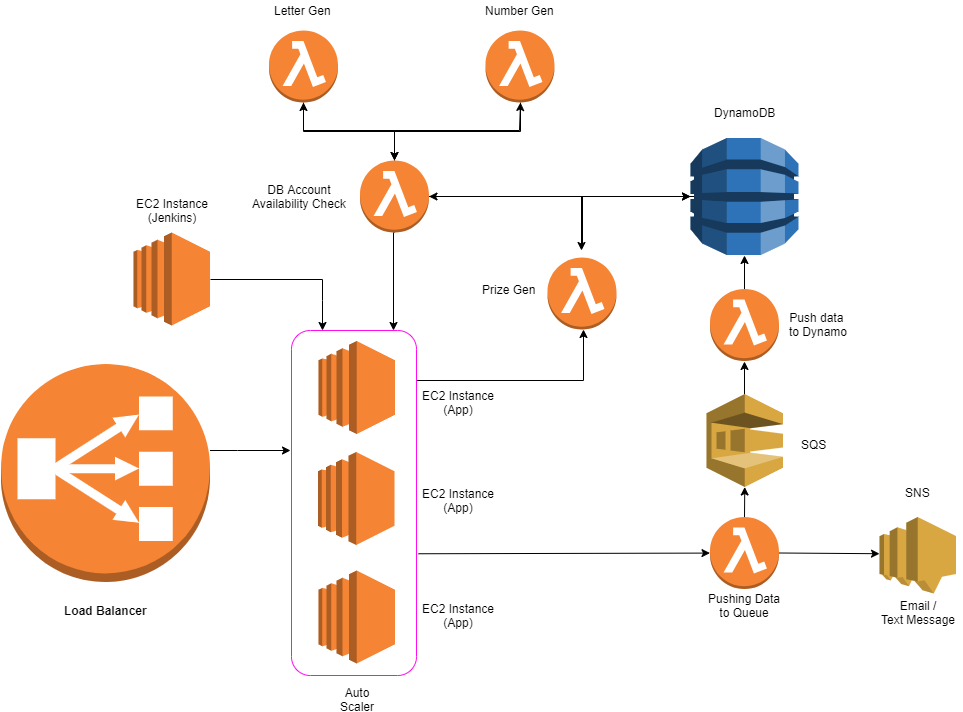 Letter Gen
Number Gen
DynamoDB
DB Account
Availability Check
EC2 Instance
(Jenkins)
Prize Gen
Push data
to Dynamo
EC2 Instance
(App)
SQS
EC2 Instance
(App)
SNS
Load Balancer
EC2 Instance
(App)
Pushing Data
to Queue
Email /
Text Message
Auto
Scaler